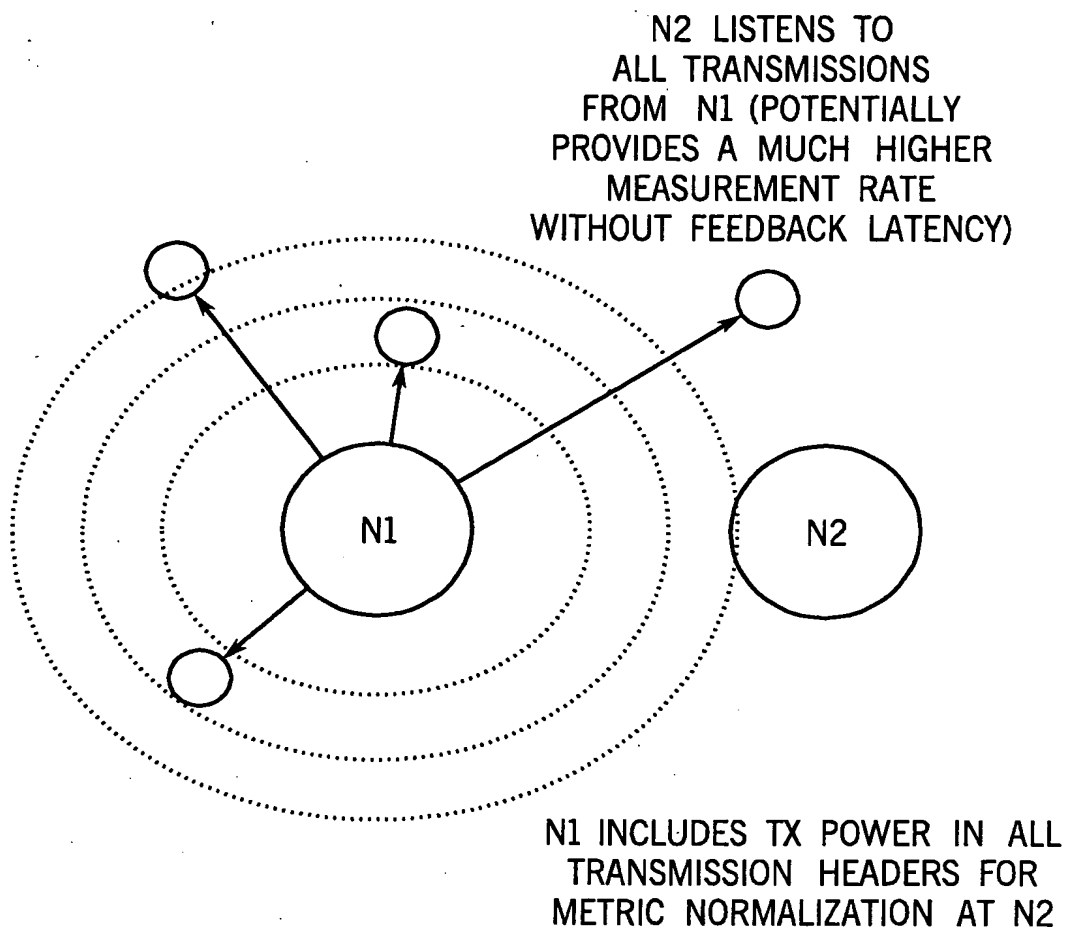 N2 LISTENS TO
ALL TRANSMISSIONS
FROM N1 (POTENTIALLY
PROVIDES A MUCH HIGHER
MEASUREMENT RATE
WITHOUT FEEDBACK LATENCY)
N1
N2
N1 INCLUDES TX POWER IN ALL
TRANSMISSION HEADERS FOR
METRIC NORMALIZATION AT N2